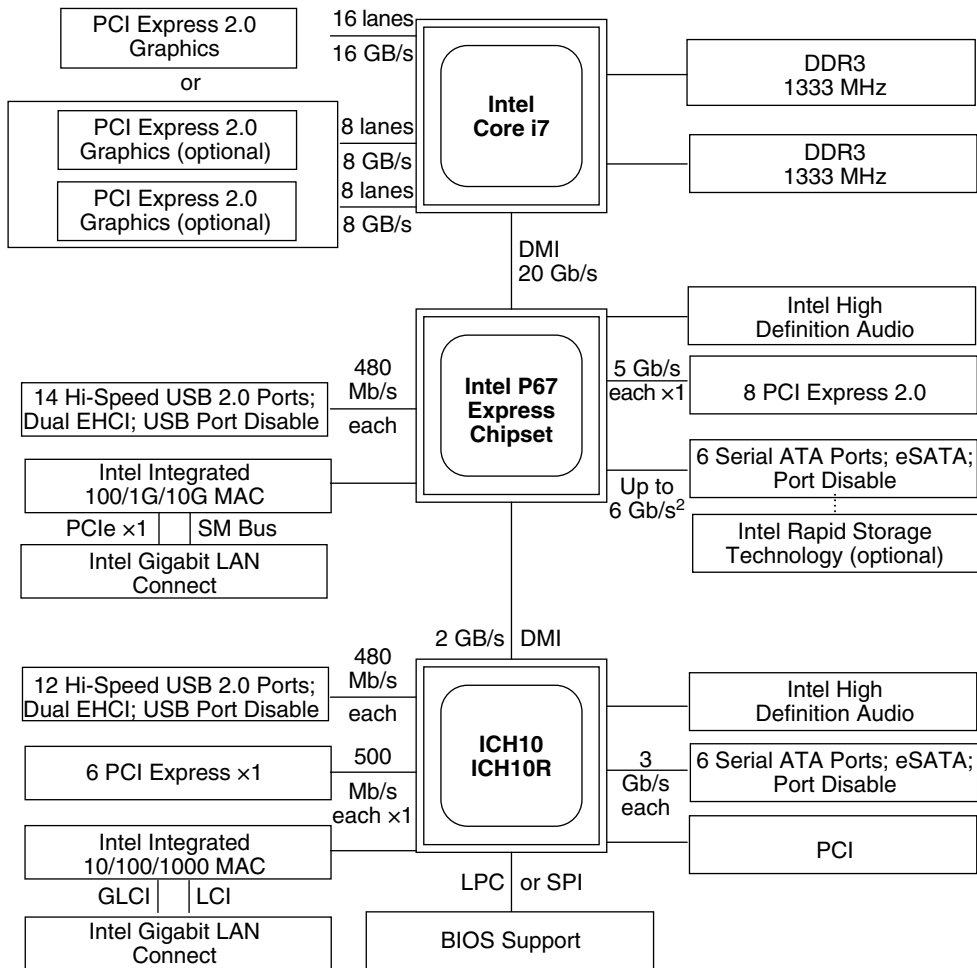 PCI Express 2.0
Graphics
16 lanes
16 GB/s
or
PCI Express 2.0
Graphics (optional)
8 lanes
8 GB/s
PCI Express 2.0
Graphics (optional)
8 lanes
8 GB/s
Intel
Core i7
DDR3
1333 MHz
DDR3
1333 MHz
DMI
20 Gb/s
14 Hi-Speed USB 2.0 Ports;
Dual EHCI; USB Port Disable
480
Mb/s
each
Intel Integrated
100/1G/10G MAC
PCIe ×1
SM Bus
Intel Gigabit LAN
Connect
Intel P67
Express
Chipset
Intel High
Definition Audio
5 Gb/s
each ×1
8 PCI Express 2.0
Up to
6 Gb/s²
6 Serial ATA Ports; eSATA;
Port Disable
Intel Rapid Storage
Technology (optional)
2 GB/s
DMI
12 Hi-Speed USB 2.0 Ports;
Dual EHCI; USB Port Disable
480
Mb/s
each
6 PCI Express ×1
500
Mb/s
each ×1
Intel Integrated
10/100/1000 MAC
GLCI
LCI
Intel Gigabit LAN
Connect
ICH10
ICH10R
Intel High
Definition Audio
3
Gb/s
each
6 Serial ATA Ports; eSATA;
Port Disable
PCI
LPC
or SPI
BIOS Support